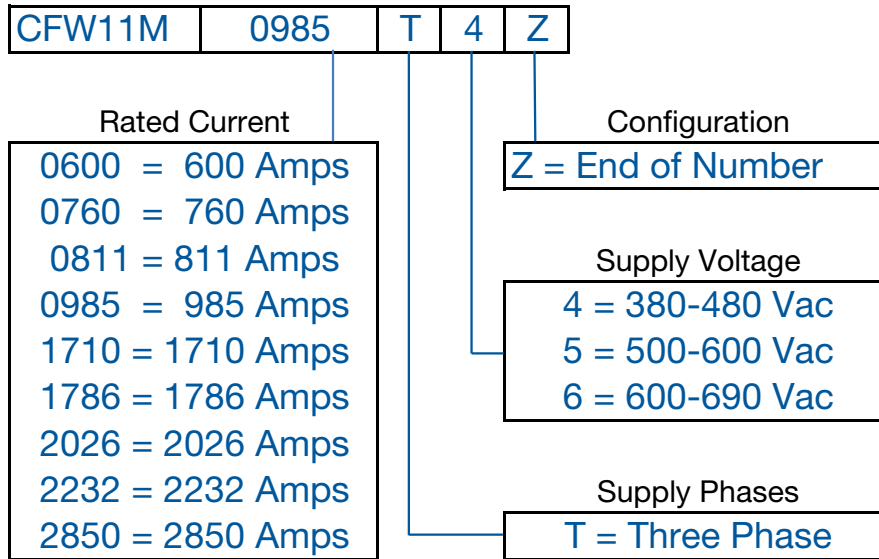 CFW11M 0985 T 4 Z
Rated Current
0600 = 600 Amps
0760 = 760 Amps
0811 = 811 Amps
0985 = 985 Amps
1710 = 1710 Amps
1786 = 1786 Amps
2026 = 2026 Amps
2232 = 2232 Amps
2850 = 2850 Amps
Configuration
Z = End of Number
Supply Voltage
4 = 380-480 Vac
5 = 500-600 Vac
6 = 600-690 Vac
Supply Phases
T = Three Phase